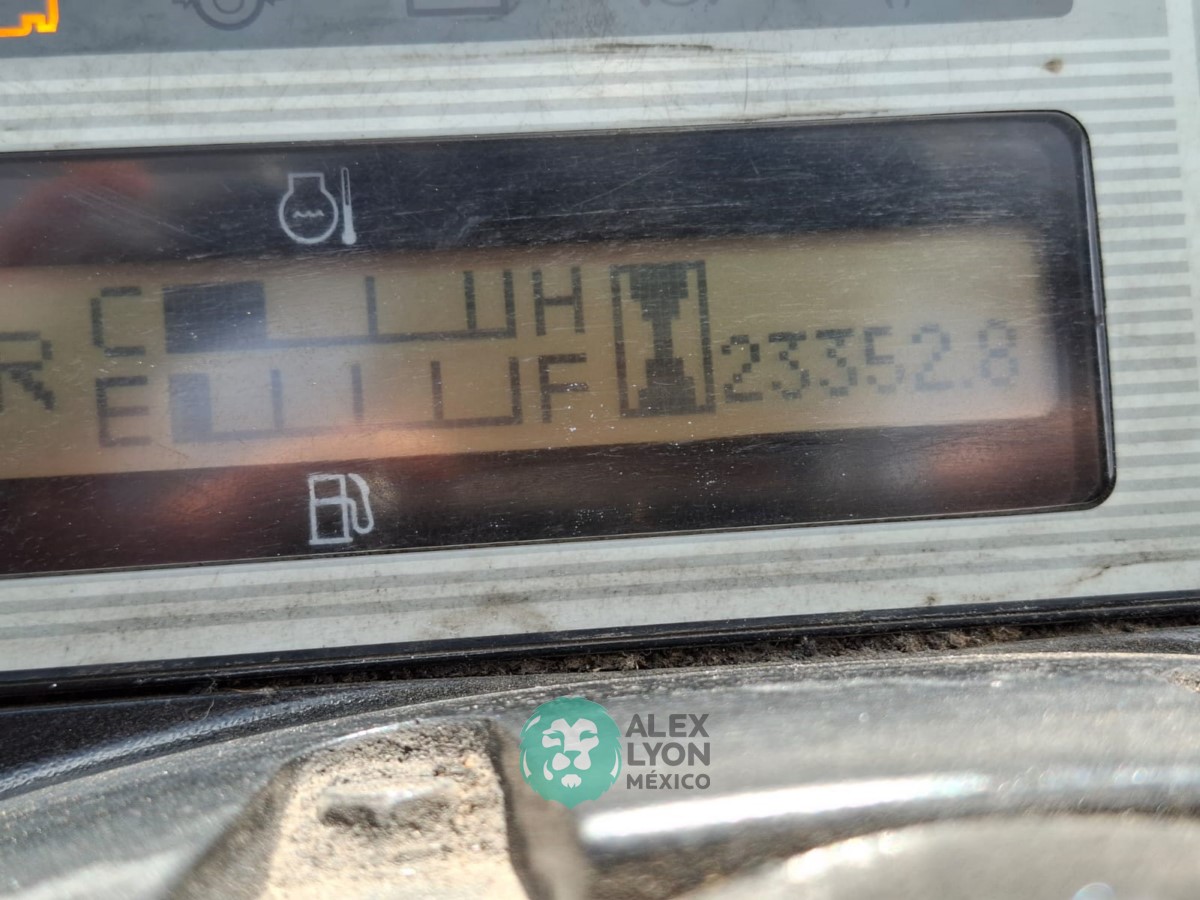 C H
R 23352.8
E F
ALEX
LYON
MÉXICO